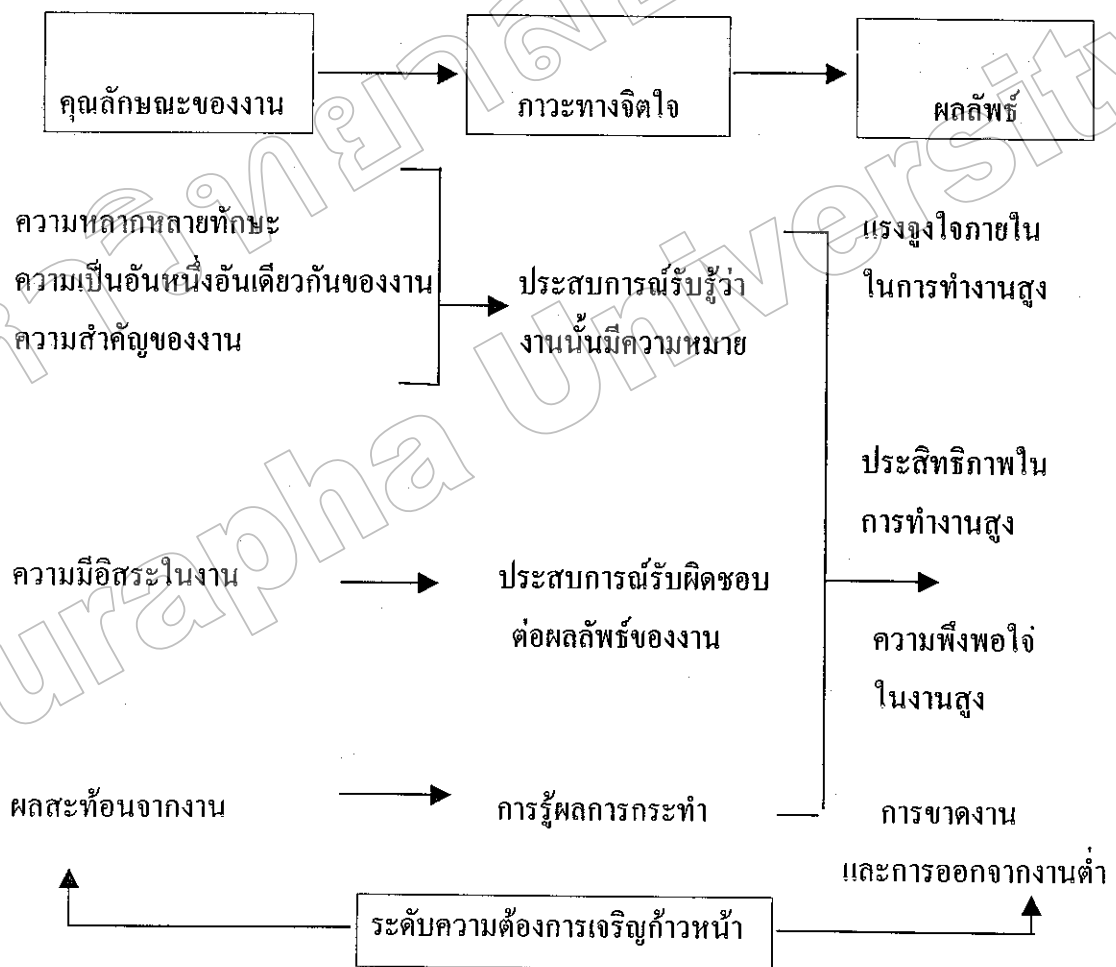 คุณลักษณะของงาน
ภาวะทางจิตใจ
ผลลัพธ์
ความหลากหลายทักษะ
ความเป็นอันหนึ่งอันเดียวกันของงาน
ความสำคัญของงาน
ประสบการณ์รับรู้ว่า
งานนั้นมีความหมาย
แรงจูงใจภายใน
ในการทำงานสูง
ประสิทธิภาพใน
การทำงานสูง
ความมีอิสระในงาน
ประสบการณ์รับผิดชอบ
ต่อผลลัพธ์ของงาน
ความพึงพอใจ
ในงานสูง
ผลสะท้อนจากงาน
การรู้ผลการกระทำ
การขาดงาน
และการออกจากงานต่ำ
ระดับความต้องการเจริญก้าวหน้า
urapha University